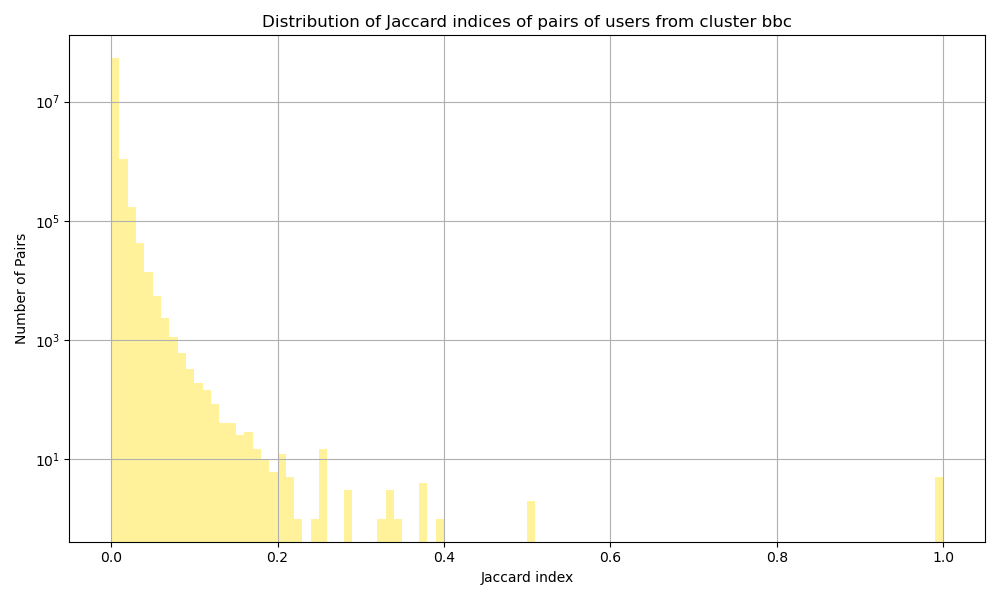 Distribution of Jaccard indices of pairs of users from cluster bbc
Number of Pairs
10^7
10^5
10^3
10^1
0.0 0.2 0.4 0.6 0.8 1.0
Jaccard index